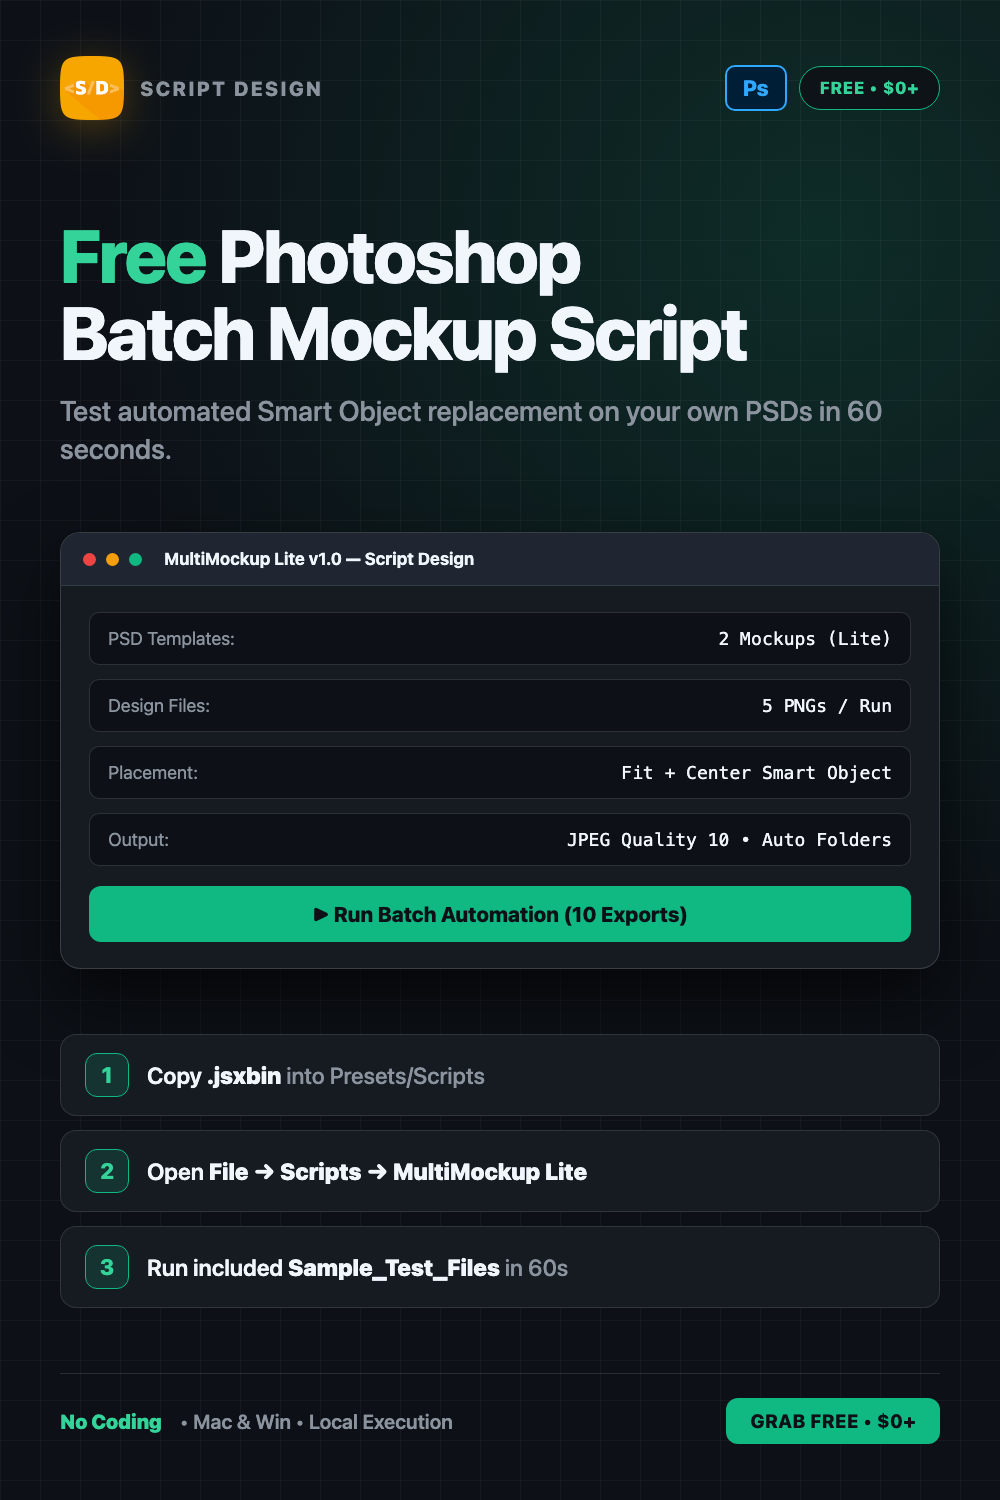 <S/D>
SCRIPT DESIGN
Ps
FREE • $0+
Free Photoshop
Batch Mockup Script
Test automated Smart Object replacement on your own PSDs in 60
seconds.
MultiMockup Lite v1.0 — Script Design
PSD Templates: 2 Mockups (Lite)
Design Files: 5 PNGs / Run
Placement: Fit + Center Smart Object
Output: JPEG Quality 10 • Auto Folders
▶ Run Batch Automation (10 Exports)
1 Copy .jsxbin into Presets/Scripts
2 Open File → Scripts → MultiMockup Lite
3 Run included Sample_Test_Files in 60s
No Coding • Mac & Win • Local Execution
GRAB FREE • $0+